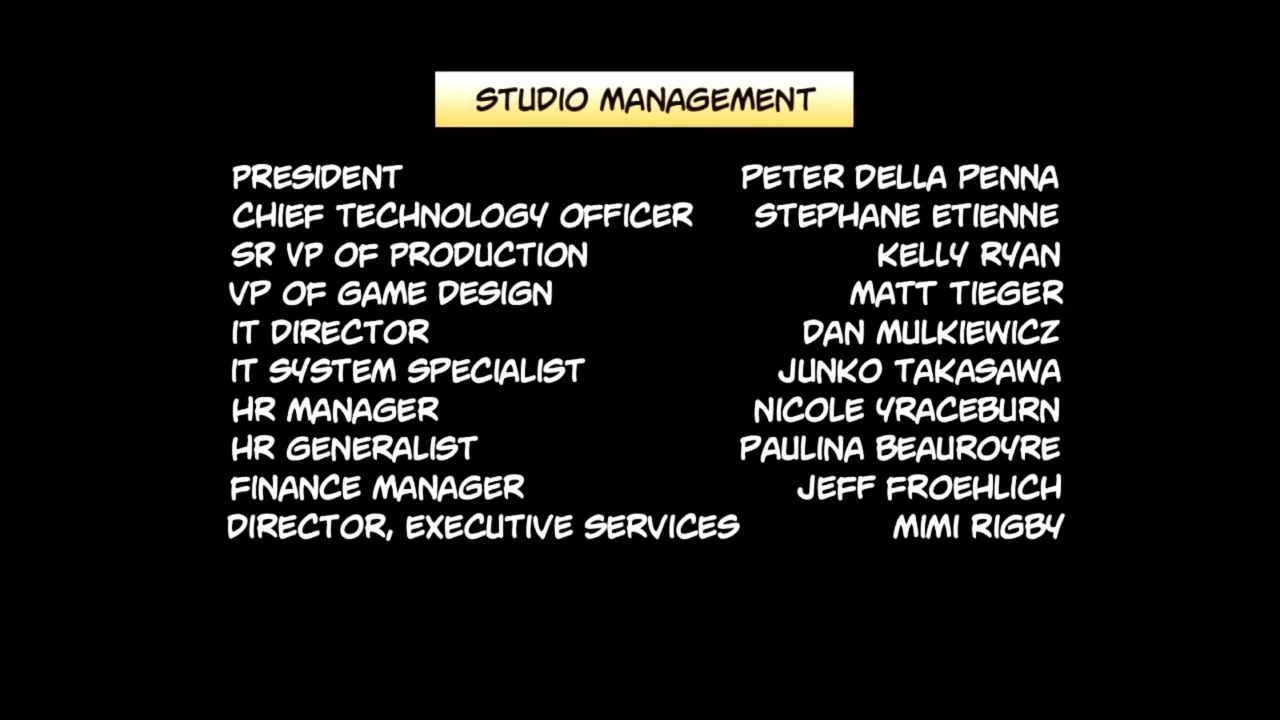 STUDIO MANAGEMENT
PRESIDENT PETER DELLA PENNA
CHIEF TECHNOLOGY OFFICER STEPHANE ETIENNE
SR VP OF PRODUCTION KELLY RYAN
VP OF GAME DESIGN MATT TIEGER
IT DIRECTOR DAN MULKIEWICZ
IT SYSTEM SPECIALIST JUNKO TAKASAWA
HR MANAGER NICOLE YRACEBURN
HR GENERALIST PAULINA BEAUROYRE
FINANCE MANAGER JEFF FROEHLICH
DIRECTOR, EXECUTIVE SERVICES MIMI RIGBY